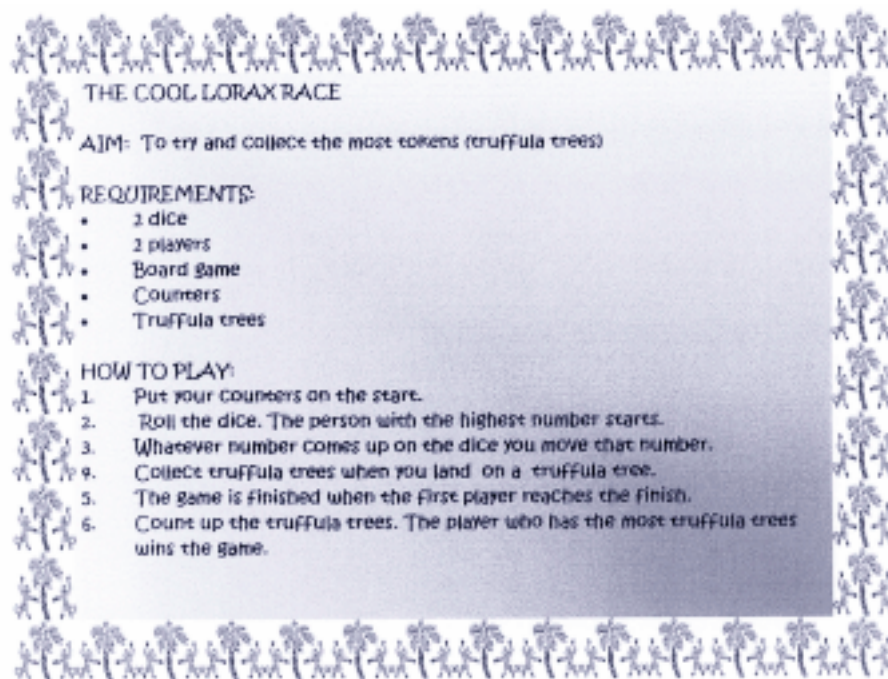 THE COOL LORAX RACE
AIM: To try and collect the most tokens (truffula trees)
REQUIREMENTS:
• 2 dice
• 2 players
• Board game
• Counters
• Truffula trees
HOW TO PLAY:
1. Put your counters on the start.
2. Roll the dice. The person with the highest number starts.
3. Whatever number comes up on the dice you move that number.
4. Collect truffula trees when you land on a truffula tree.
5. The game is finished when the first player reaches the finish.
6. Count up the truffula trees. The player who has the most truffula trees
wins the game.